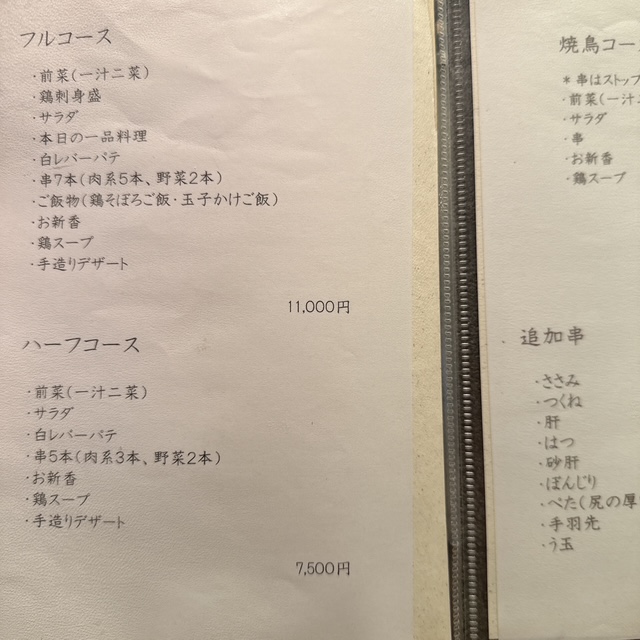 フルコース
・前菜(一汁二菜)
・鶏刺身盛
・サラダ
・本日の一品料理
・白レバーパテ
・串7本(肉系5本、野菜2本)
・ご飯物(鶏そぼろご飯・玉子かけご飯)
・お新香
・鶏スープ
・手造りデザート
11,000円
ハーフコース
・前菜(一汁二菜)
・サラダ
・白レバーパテ
・串5本(肉系3本、野菜2本)
・お新香
・鶏スープ
・手造りデザート
7,500円
焼鳥コー
*串はストップ
・前菜(一汁二
・サラダ
・串
・お新香
・鶏スープ
追加串
・ささみ
・つくね
・肝
・はつ
・砂肝
・ぼんじり
・ぺた(尻の厚
・手羽先
・う玉